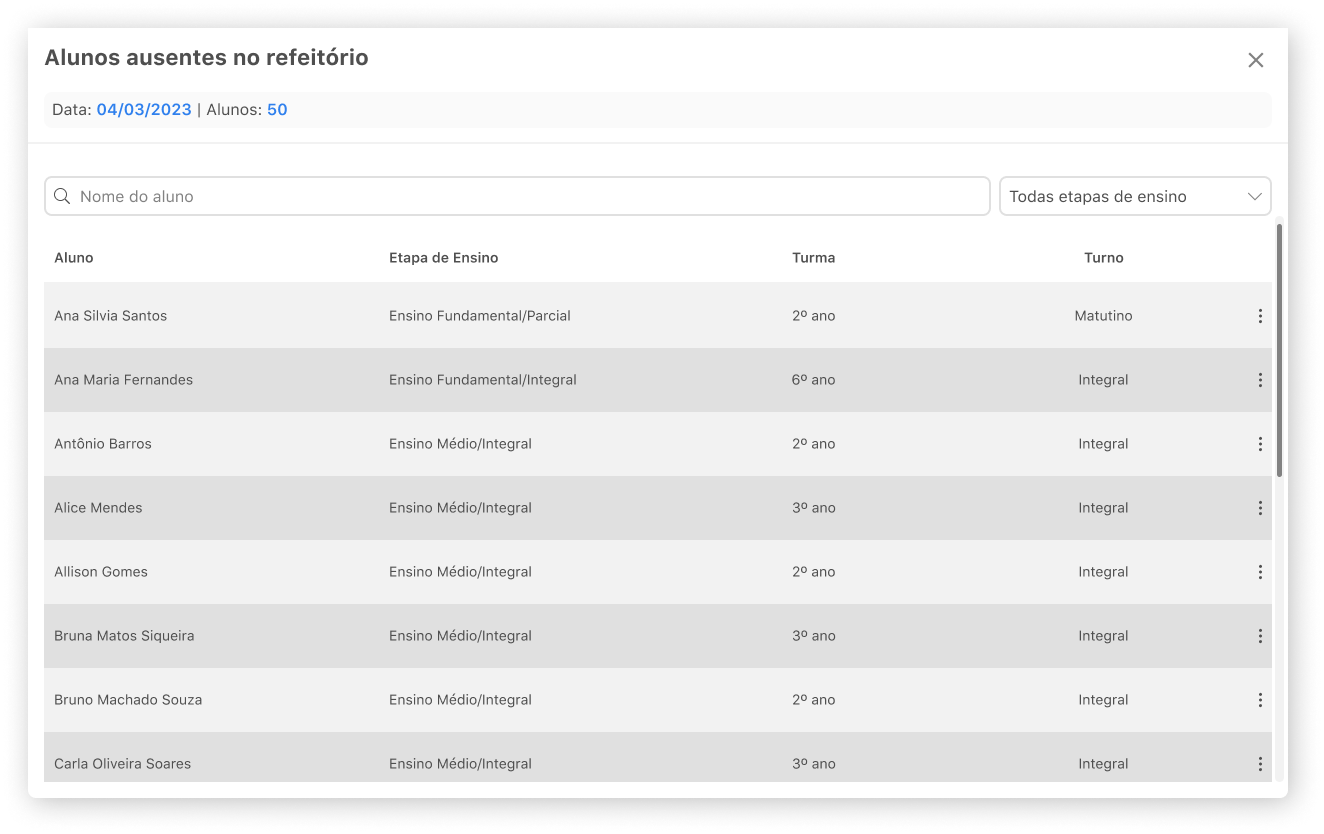 Alunos ausentes no refeitório
Data: 04/03/2023 | Alunos: 50
Nome do aluno Todas etapas de ensino
Aluno Etapa de Ensino Turma Turno
Ana Silvia Santos Ensino Fundamental/Parcial 2º ano Matutino
Ana Maria Fernandes Ensino Fundamental/Integral 6º ano Integral
Antônio Barros Ensino Médio/Integral 2º ano Integral
Alice Mendes Ensino Médio/Integral 3º ano Integral
Allison Gomes Ensino Médio/Integral 2º ano Integral
Bruna Matos Siqueira Ensino Médio/Integral 3º ano Integral
Bruno Machado Souza Ensino Médio/Integral 2º ano Integral
Carla Oliveira Soares Ensino Médio/Integral 3º ano Integral